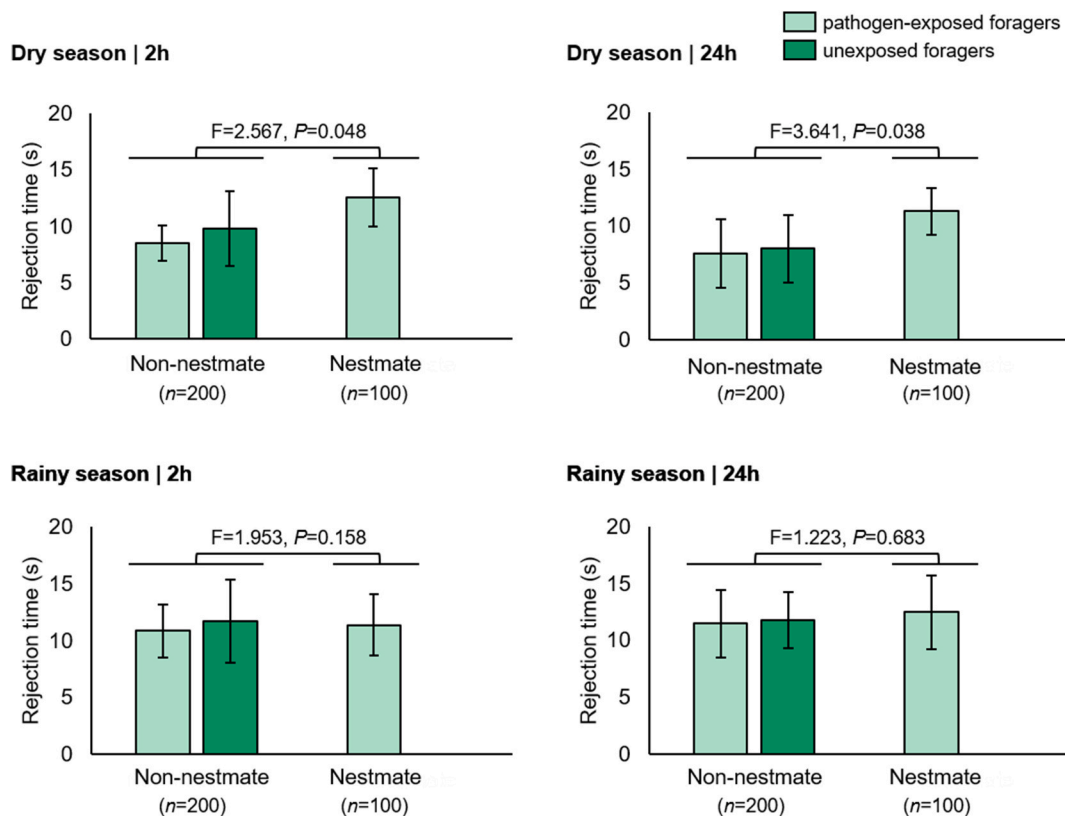 pathogen-exposed foragers
unexposed foragers
Dry season | 2h
20
15
10
5
0
Rejection time (s)
F=2.567, P=0.048
Non-nestmate
(n=200)
Nestmate
(n=100)
Dry season | 24h
20
15
10
5
0
Rejection time (s)
F=3.641, P=0.038
Non-nestmate
(n=200)
Nestmate
(n=100)
Rainy season | 2h
20
15
10
5
0
Rejection time (s)
F=1.953, P=0.158
Non-nestmate
(n=200)
Nestmate
(n=100)
Rainy season | 24h
20
15
10
5
0
Rejection time (s)
F=1.223, P=0.683
Non-nestmate
(n=200)
Nestmate
(n=100)